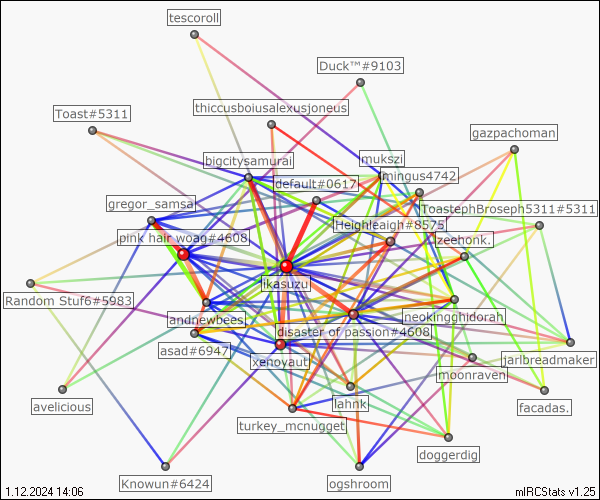 tescoroll
Duck™#9103
Toast#5311
thiccusboiusalexusjoneus
gazpachoman
bigcitysamurai
mukszi
default#0617
mingus4742
gregor_samsa
ToastephBroseph5311#5311
Heighleaigh#8575
pink hair woag#4608
zeehonk.
likasuzu
Random Stuf6#5983
andnewbees
neokingghidorah
disaster of passion#4608
asad#6947
xenoyaut
jarlbreadmaker
moonraven
avelicious
lahnk
facadas.
turkey_mcnugget
doggerdig
Knowun#6424
ogshroom
1.12.2024 14:06
mIRCStats v1.25